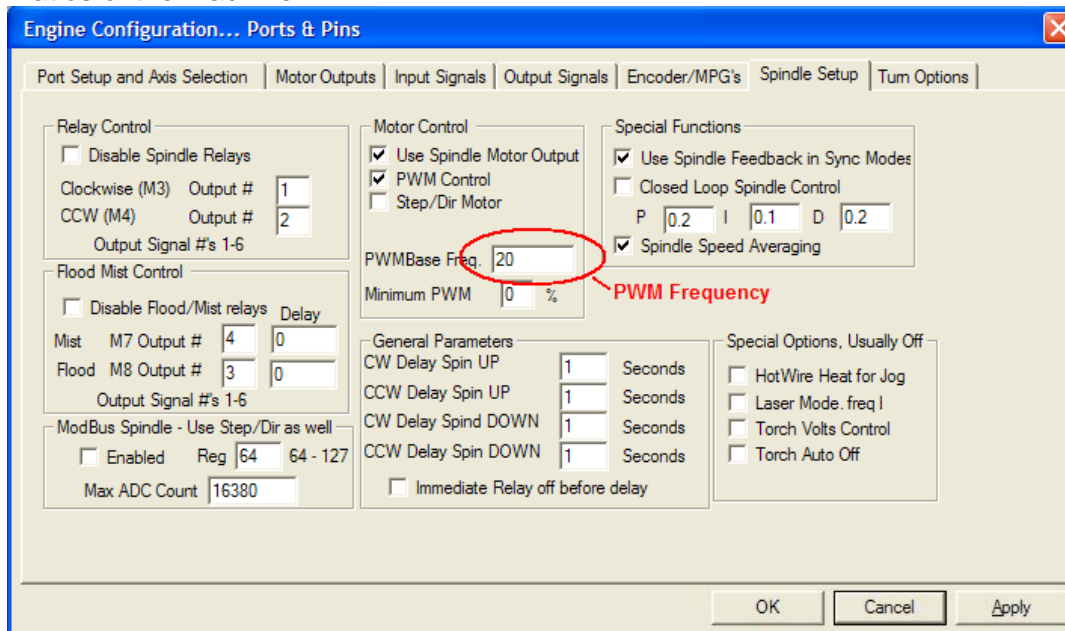 Engine Configuration... Ports & Pins
Port Setup and Axis Selection
Motor Outputs
Input Signals
Output Signals
Encoder/MPG's
Spindle Setup
Turn Options
Relay Control
Disable Spindle Relays
Clockwise (M3) Output # 1
CCW (M4) Output # 2
Output Signal #'s 1-6
Flood Mist Control
Disable Flood/Mist relays Delay
Mist M7 Output # 4 0
Flood M8 Output # 3 0
Output Signal #'s 1-6
ModBus Spindle - Use Step/Dir as well
Enabled Reg 64 64 - 127
Max ADC Count 16380
Motor Control
Use Spindle Motor Output
PWM Control
Step/Dir Motor
PWMBase Freq. 20
Minimum PWM 0 %
PWM Frequency
General Parameters
CW Delay Spin UP 1 Seconds
CCW Delay Spin UP 1 Seconds
CW Delay Spind DOWN 1 Seconds
CCW Delay Spin DOWN 1 Seconds
Immediate Relay off before delay
Special Functions
Use Spindle Feedback in Sync Modes
Closed Loop Spindle Control
P 0.2 I 0.1 D 0.2
Spindle Speed Averaging
Special Options, Usually Off
HotWire Heat for Jog
Laser Mode. freq l
Torch Volts Control
Torch Auto Off
OK
Cancel
Apply